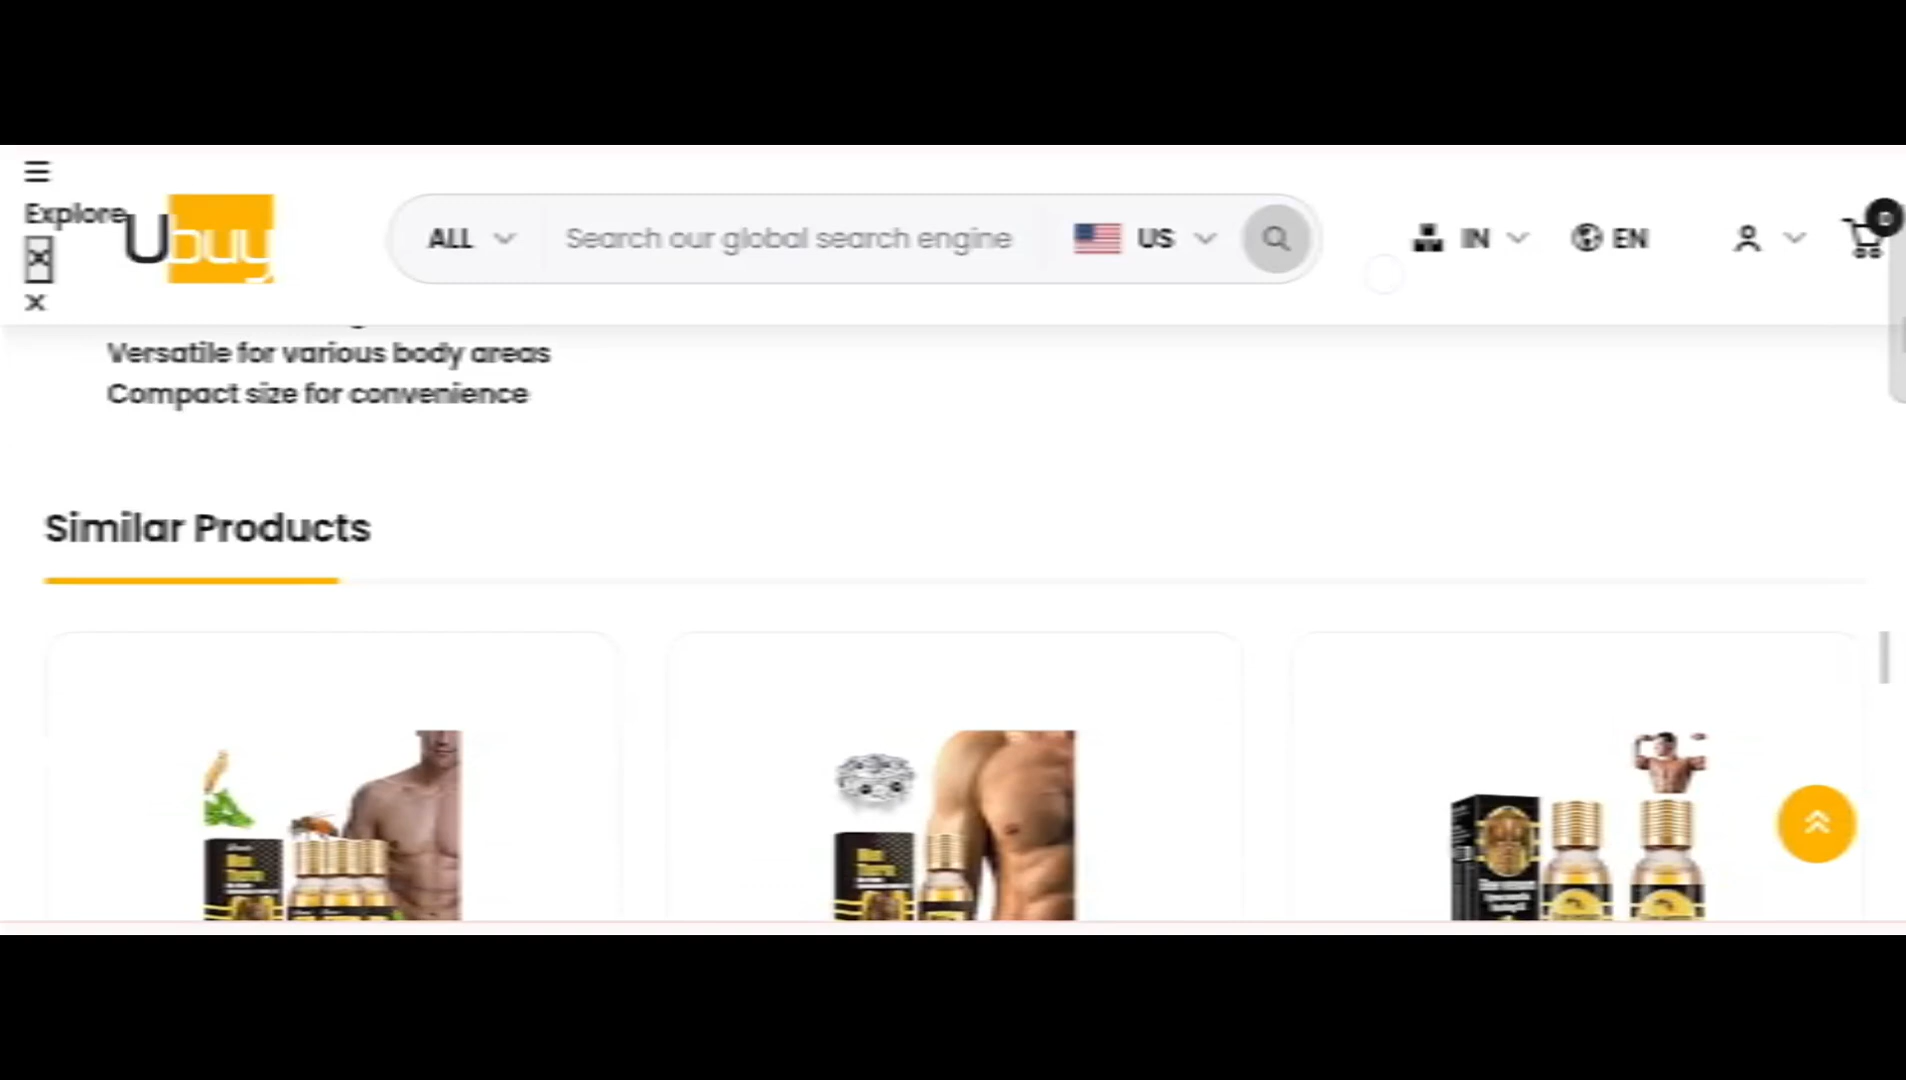 Explore
Ubuy
ALL
Search our global search engine
US
IN
EN
0
Versatile for various body areas
Compact size for convenience
Similar Products